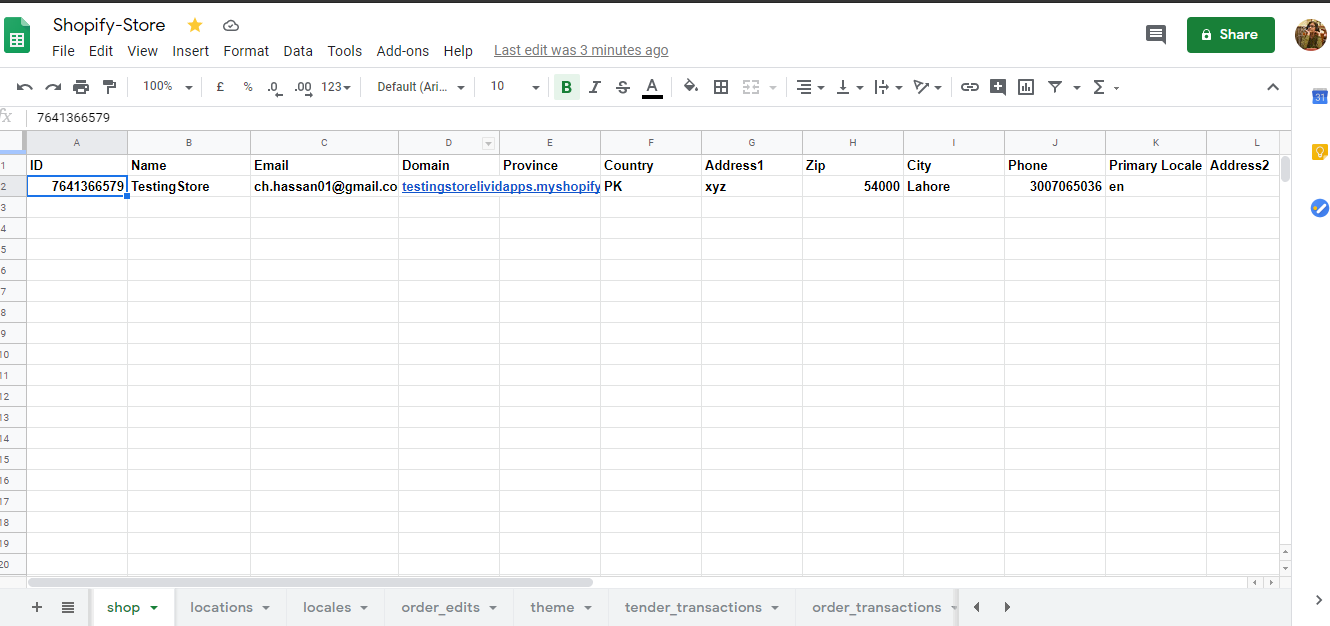 Shopify-Store
File Edit View Insert Format Data Tools Add-ons Help Last edit was 3 minutes ago
Share
100% £ % .0 .00 123 Default (Ari... 10 B I S A Σ
31
fx 7641366579
A B C D E F G H I J K L
1 ID Name Email Domain Province Country Address1 Zip City Phone Primary Locale Address2
2 7641366579 TestingStore ch.hassan01@gmail.co testingstorelividapps.myshopify PK xyz 54000 Lahore 3007065036 en
3
4
5
6
7
8
9
10
11
12
13
14
15
16
17
18
19
20
+ shop locations locales order_edits theme tender_transactions order_transactions